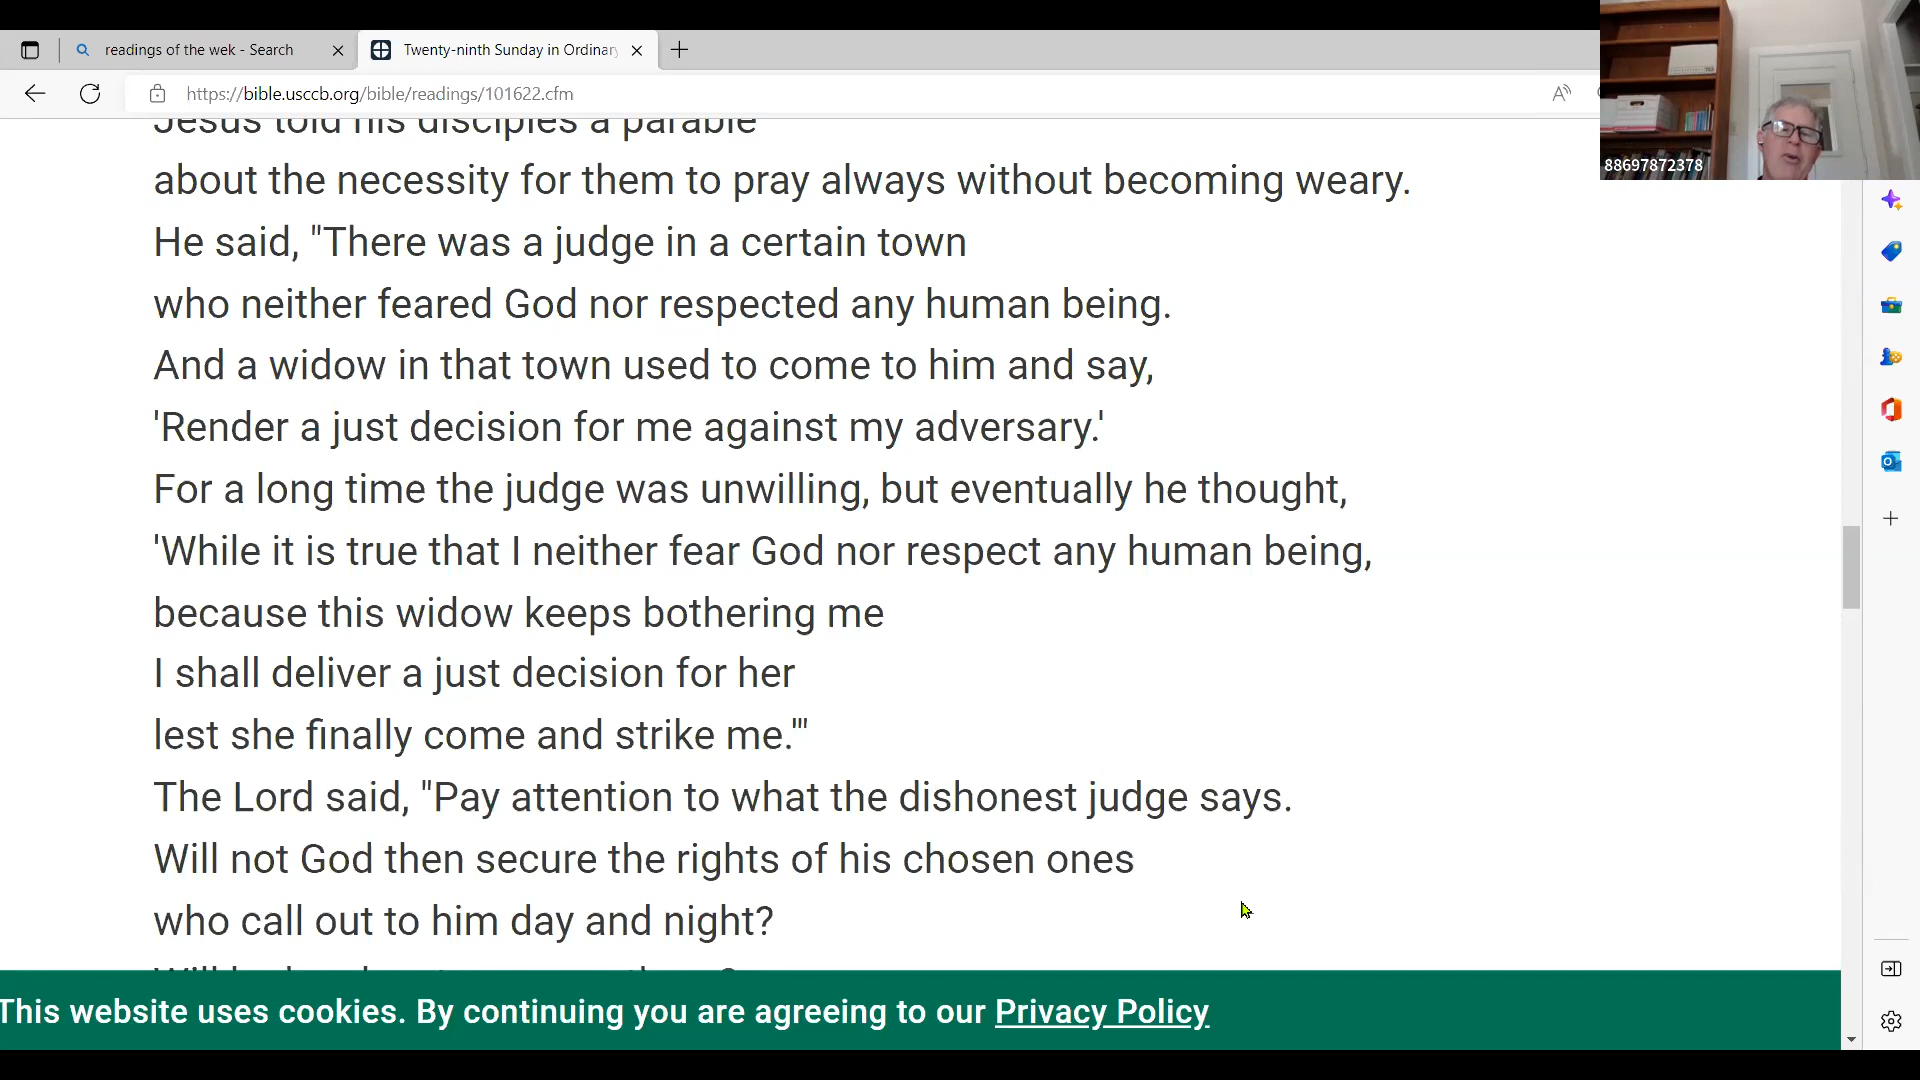 readings of the wek - Search
Twenty-ninth Sunday in Ordinar
https://bible.usccb.org/bible/readings/101622.cfm
88697872378
Jesus told his disciples a parable
about the necessity for them to pray always without becoming weary.
He said, "There was a judge in a certain town
who neither feared God nor respected any human being.
And a widow in that town used to come to him and say,
'Render a just decision for me against my adversary.'
For a long time the judge was unwilling, but eventually he thought,
'While it is true that I neither fear God nor respect any human being,
because this widow keeps bothering me
I shall deliver a just decision for her
lest she finally come and strike me.'"
The Lord said, "Pay attention to what the dishonest judge says.
Will not God then secure the rights of his chosen ones
who call out to him day and night?
This website uses cookies. By continuing you are agreeing to our Privacy Policy